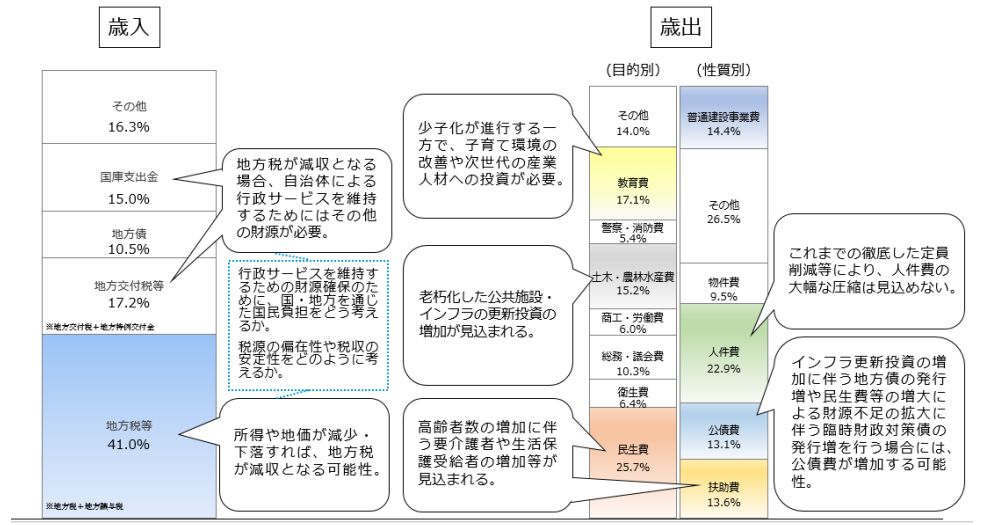 歳入
その他
16.3%
国庫支出金
15.0%
地方債
10.5%
地方交付税等
17.2%
※地方交付税+地方特例交付金
地方税等
41.0%
※地方税+地方譲与税
地方税が減収となる
場合、自治体による
行政サービスを維持
するためにはその他
の財源が必要。
行政サービスを維持す
るための財源確保のた
めに、国・地方を通じ
た国民負担をどう考え
るか。
税源の偏在性や税収の
安定性をどのように考
えるか。
所得や地価が減少・
下落すれば、地方税
が減収となる可能性。
歳出
(目的別)
(性質別)
少子化が進行する一
方で、子育て環境の
改善や次世代の産業
人材への投資が必要。
老朽化した公共施設・
インフラの更新投資の
増加が見込まれる。
高齢者数の増加に伴
う要介護者や生活保
護受給者の増加等が
見込まれる。
その他
14.0%
教育費
17.1%
警察・消防費
5.4%
土木・農林水産費
15.2%
商工・労働費
6.0%
総務・議会費
10.3%
衛生費
6.4%
民生費
25.7%
普通建設事業費
14.4%
その他
26.5%
物件費
9.5%
人件費
22.9%
公債費
13.1%
扶助費
13.6%
これまでの徹底した定員
削減等により、人件費の
大幅な圧縮は見込めない。
インフラ更新投資の増
加に伴う地方債の発行
増や民生費等の増大に
よる財源不足の拡大に
伴う臨時財政対策債の
発行増を行う場合には、
公債費が増加する可能
性。